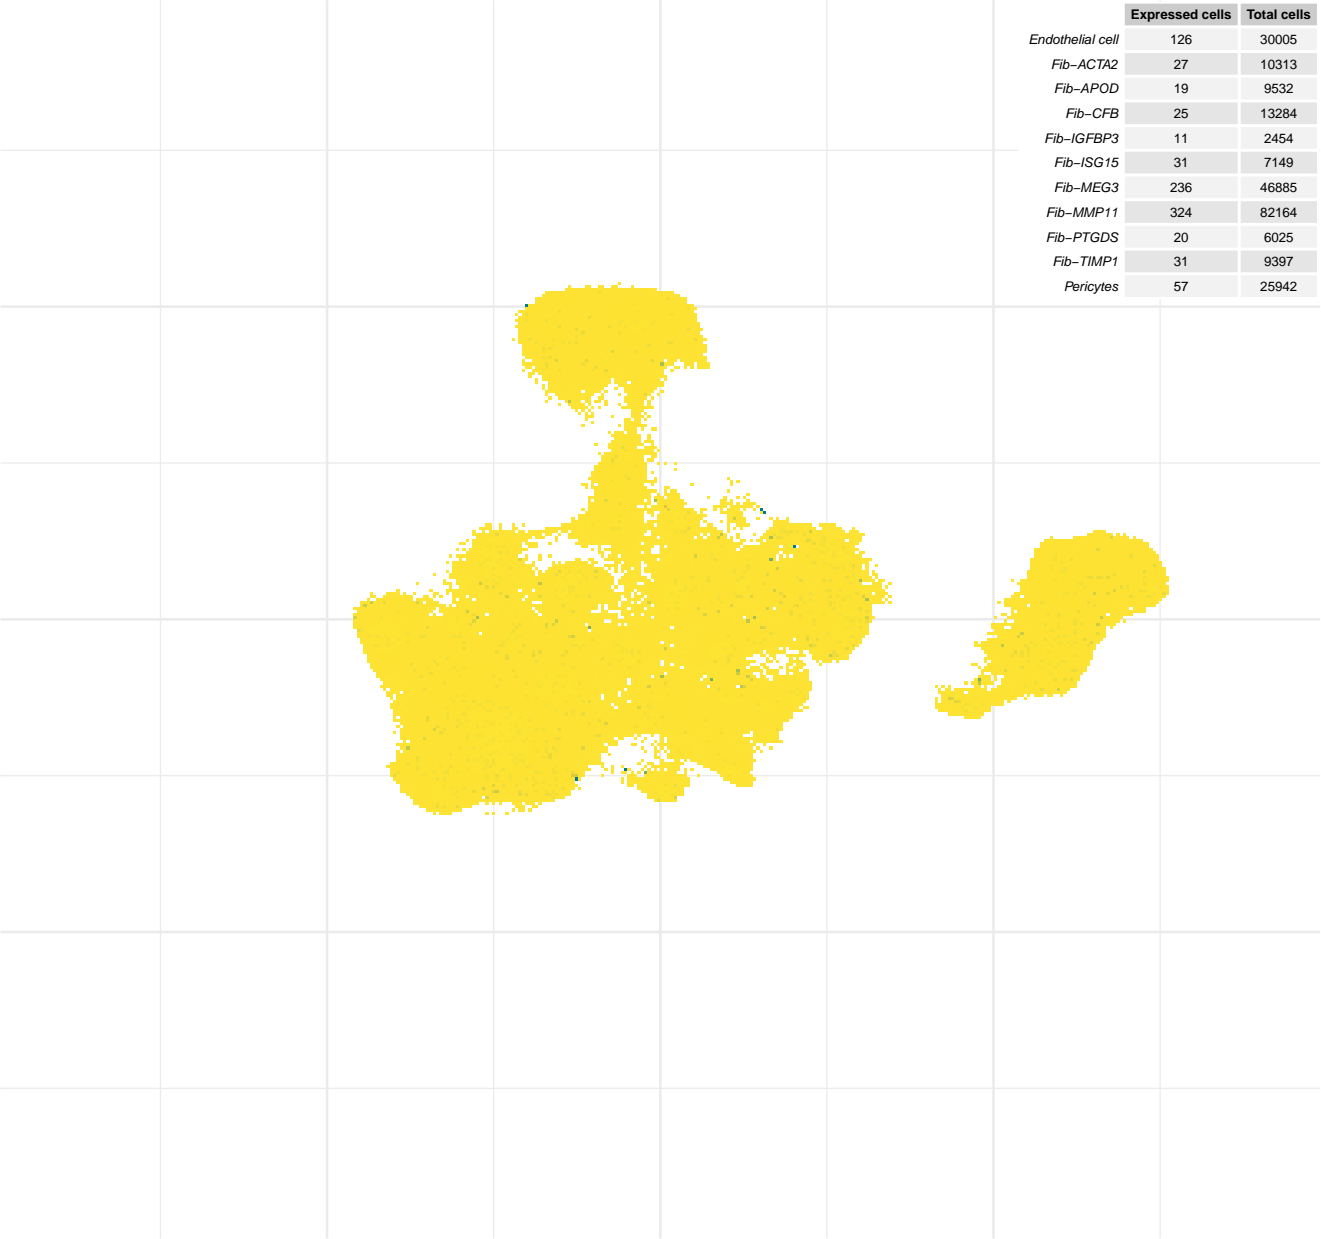 Expressed cells Total cells
Endothelial cell 126 30005
Fib−ACTA2 27 10313
Fib−APOD 19 9532
Fib−CFB 25 13284
Fib−IGFBP3 11 2454
Fib−ISG15 31 7149
Fib−MEG3 236 46885
Fib−MMP11 324 82164
Fib−PTGDS 20 6025
Fib−TIMP1 31 9397
Pericytes 57 25942